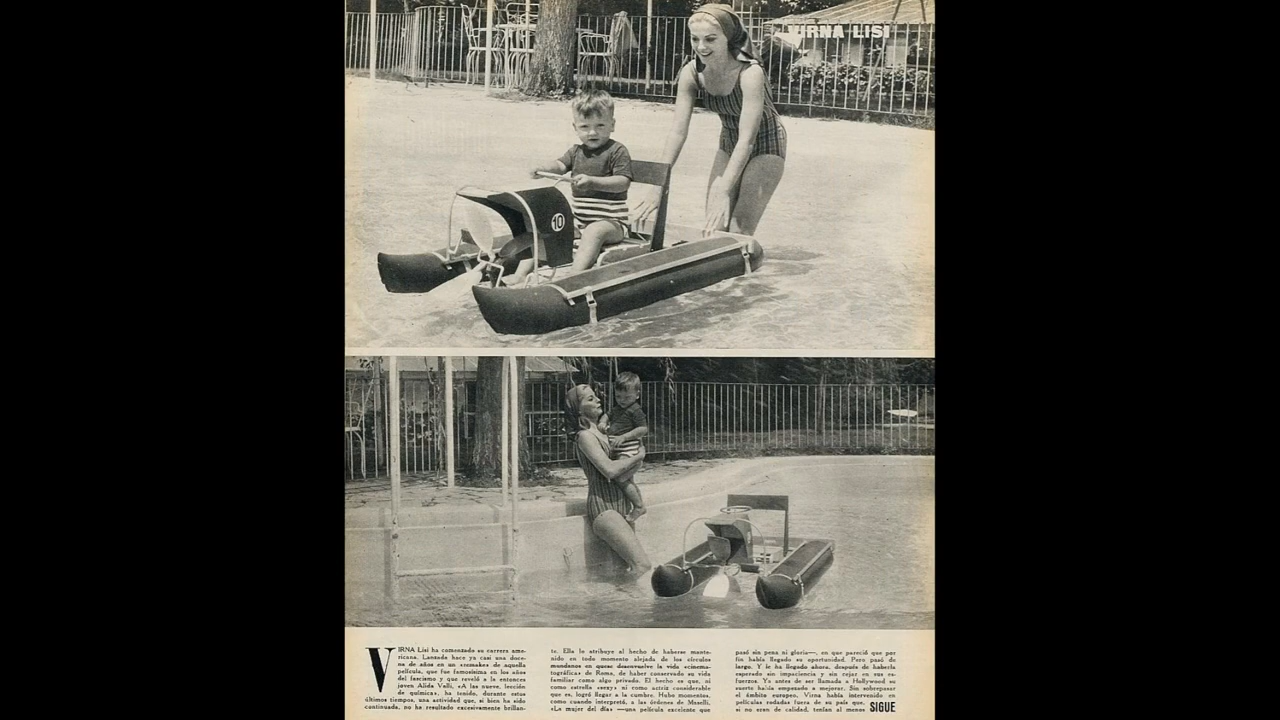 VIRNA LISI
10
VIRNA Lisi ha comenzado su carrera ame-
ricana. Lanzada hace ya casi una doce-
na de años en un «remake» de aquella
película, que fue famosísima en los años
del fascismo y que reveló a la entonces
joven Alida Valli, «A las nueve, lección
de química», ha tenido, durante estos
últimos tiempos, una actividad que, si bien ha sido
continuada, no ha resultado excesivamente brillan-
te. Ella lo atribuye al hecho de haberse mante-
nido en todo momento alejada de los círculos
mundanos en que se desenvuelve la vida «cinema-
tográfica» de Roma, de haber conservado su vida
familiar como algo privado. El hecho es que, ni
como estrella «sexy» ni como actriz considerable
que es, logró llegar a la cumbre. Hubo momentos,
como cuando interpretó, a las órdenes de Maselli,
«La mujer del día» —una película excelente que
pasó sin pena ni gloria—, en que pareció que por
fin había llegado su oportunidad. Pero pasó de
largo. Y le ha llegado ahora, después de haberla
esperado sin impaciencia y sin cejar en sus es-
fuerzos. Ya antes de ser llamada a Hollywood su
suerte había empezado a mejorar. Sin sobrepasar
el ámbito europeo, Virna había intervenido en
películas rodadas fuera de su país que,
si no eran de calidad, tenían al menos SIGUE